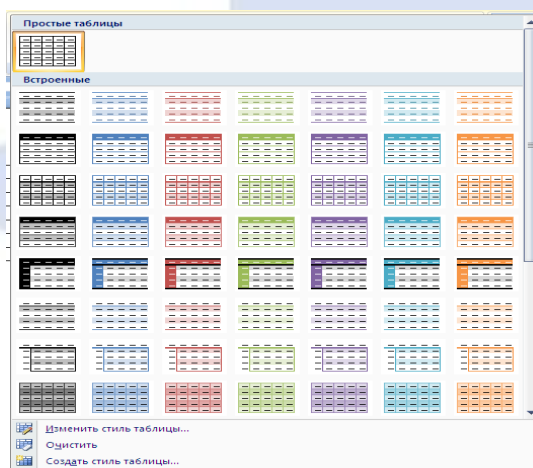 Простые таблицы
Встроенные
Изменить стиль таблицы...
Очистить
Создать стиль таблицы...